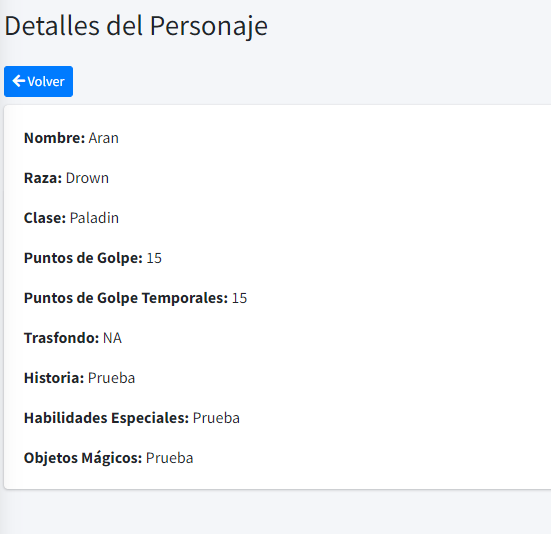 Detalles del Personaje
Volver
Nombre: Aran
Raza: Drown
Clase: Paladin
Puntos de Golpe: 15
Puntos de Golpe Temporales: 15
Trasfondo: NA
Historia: Prueba
Habilidades Especiales: Prueba
Objetos Mágicos: Prueba